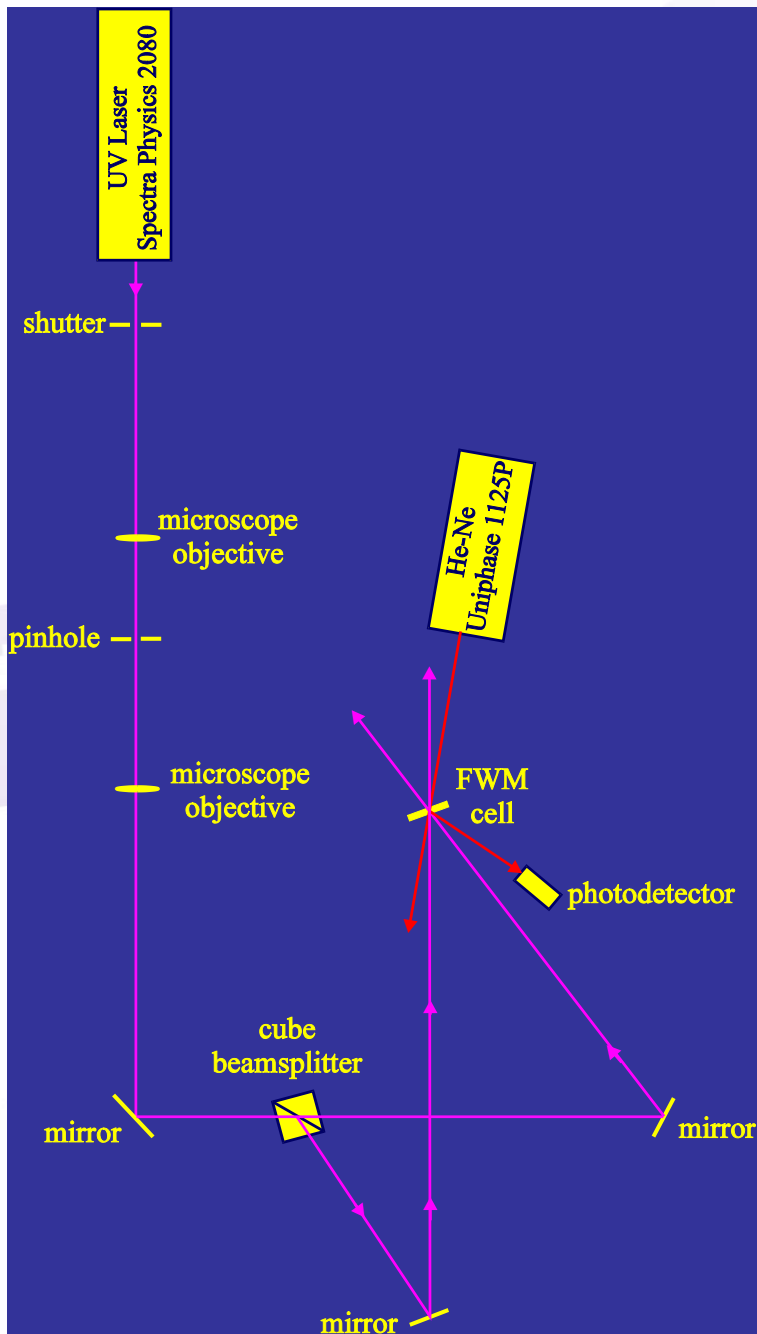 UV Laser
Spectra Physics 2080
shutter
microscope
objective
He-Ne
Uniphase 1125P
pinhole
microscope
objective
FWM
cell
photodetector
cube
beamsplitter
mirror
mirror
mirror